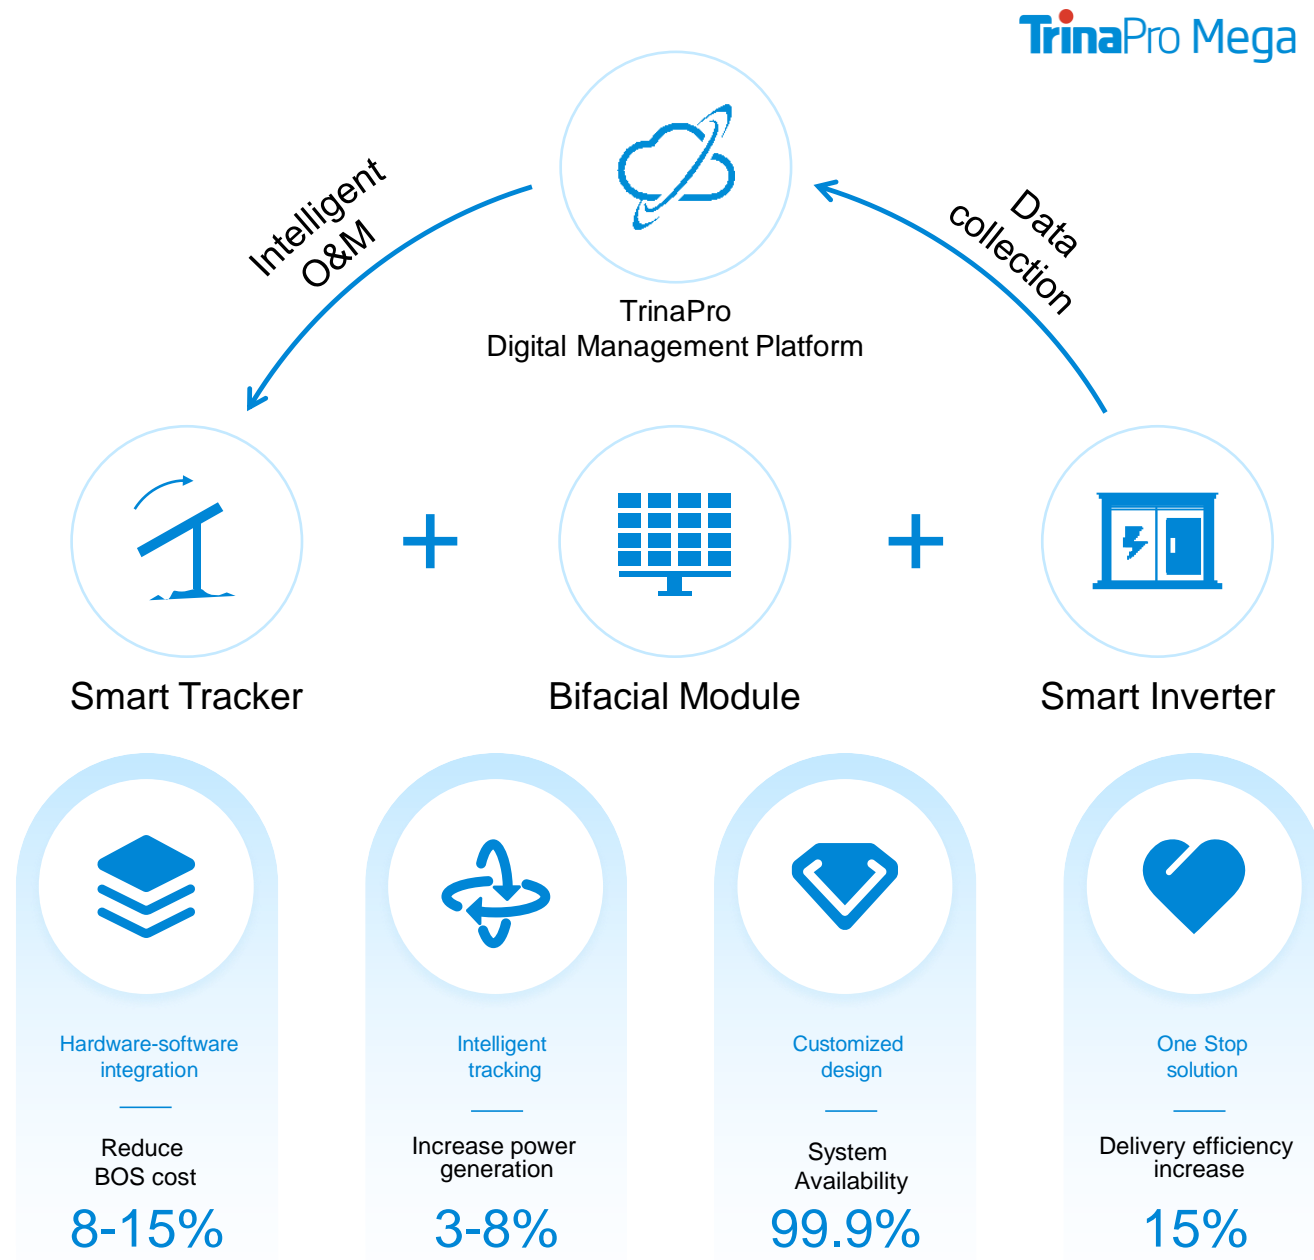 TrinaPro Mega
Intelligent
O&M
Data
collection
TrinaPro
Digital Management Platform
Smart Tracker
Bifacial Module
Smart Inverter
Hardware-software
integration
Reduce
BOS cost
8-15%
Intelligent
tracking
Increase power
generation
3-8%
Customized
design
System
Availability
99.9%
One Stop
solution
Delivery efficiency
increase
15%